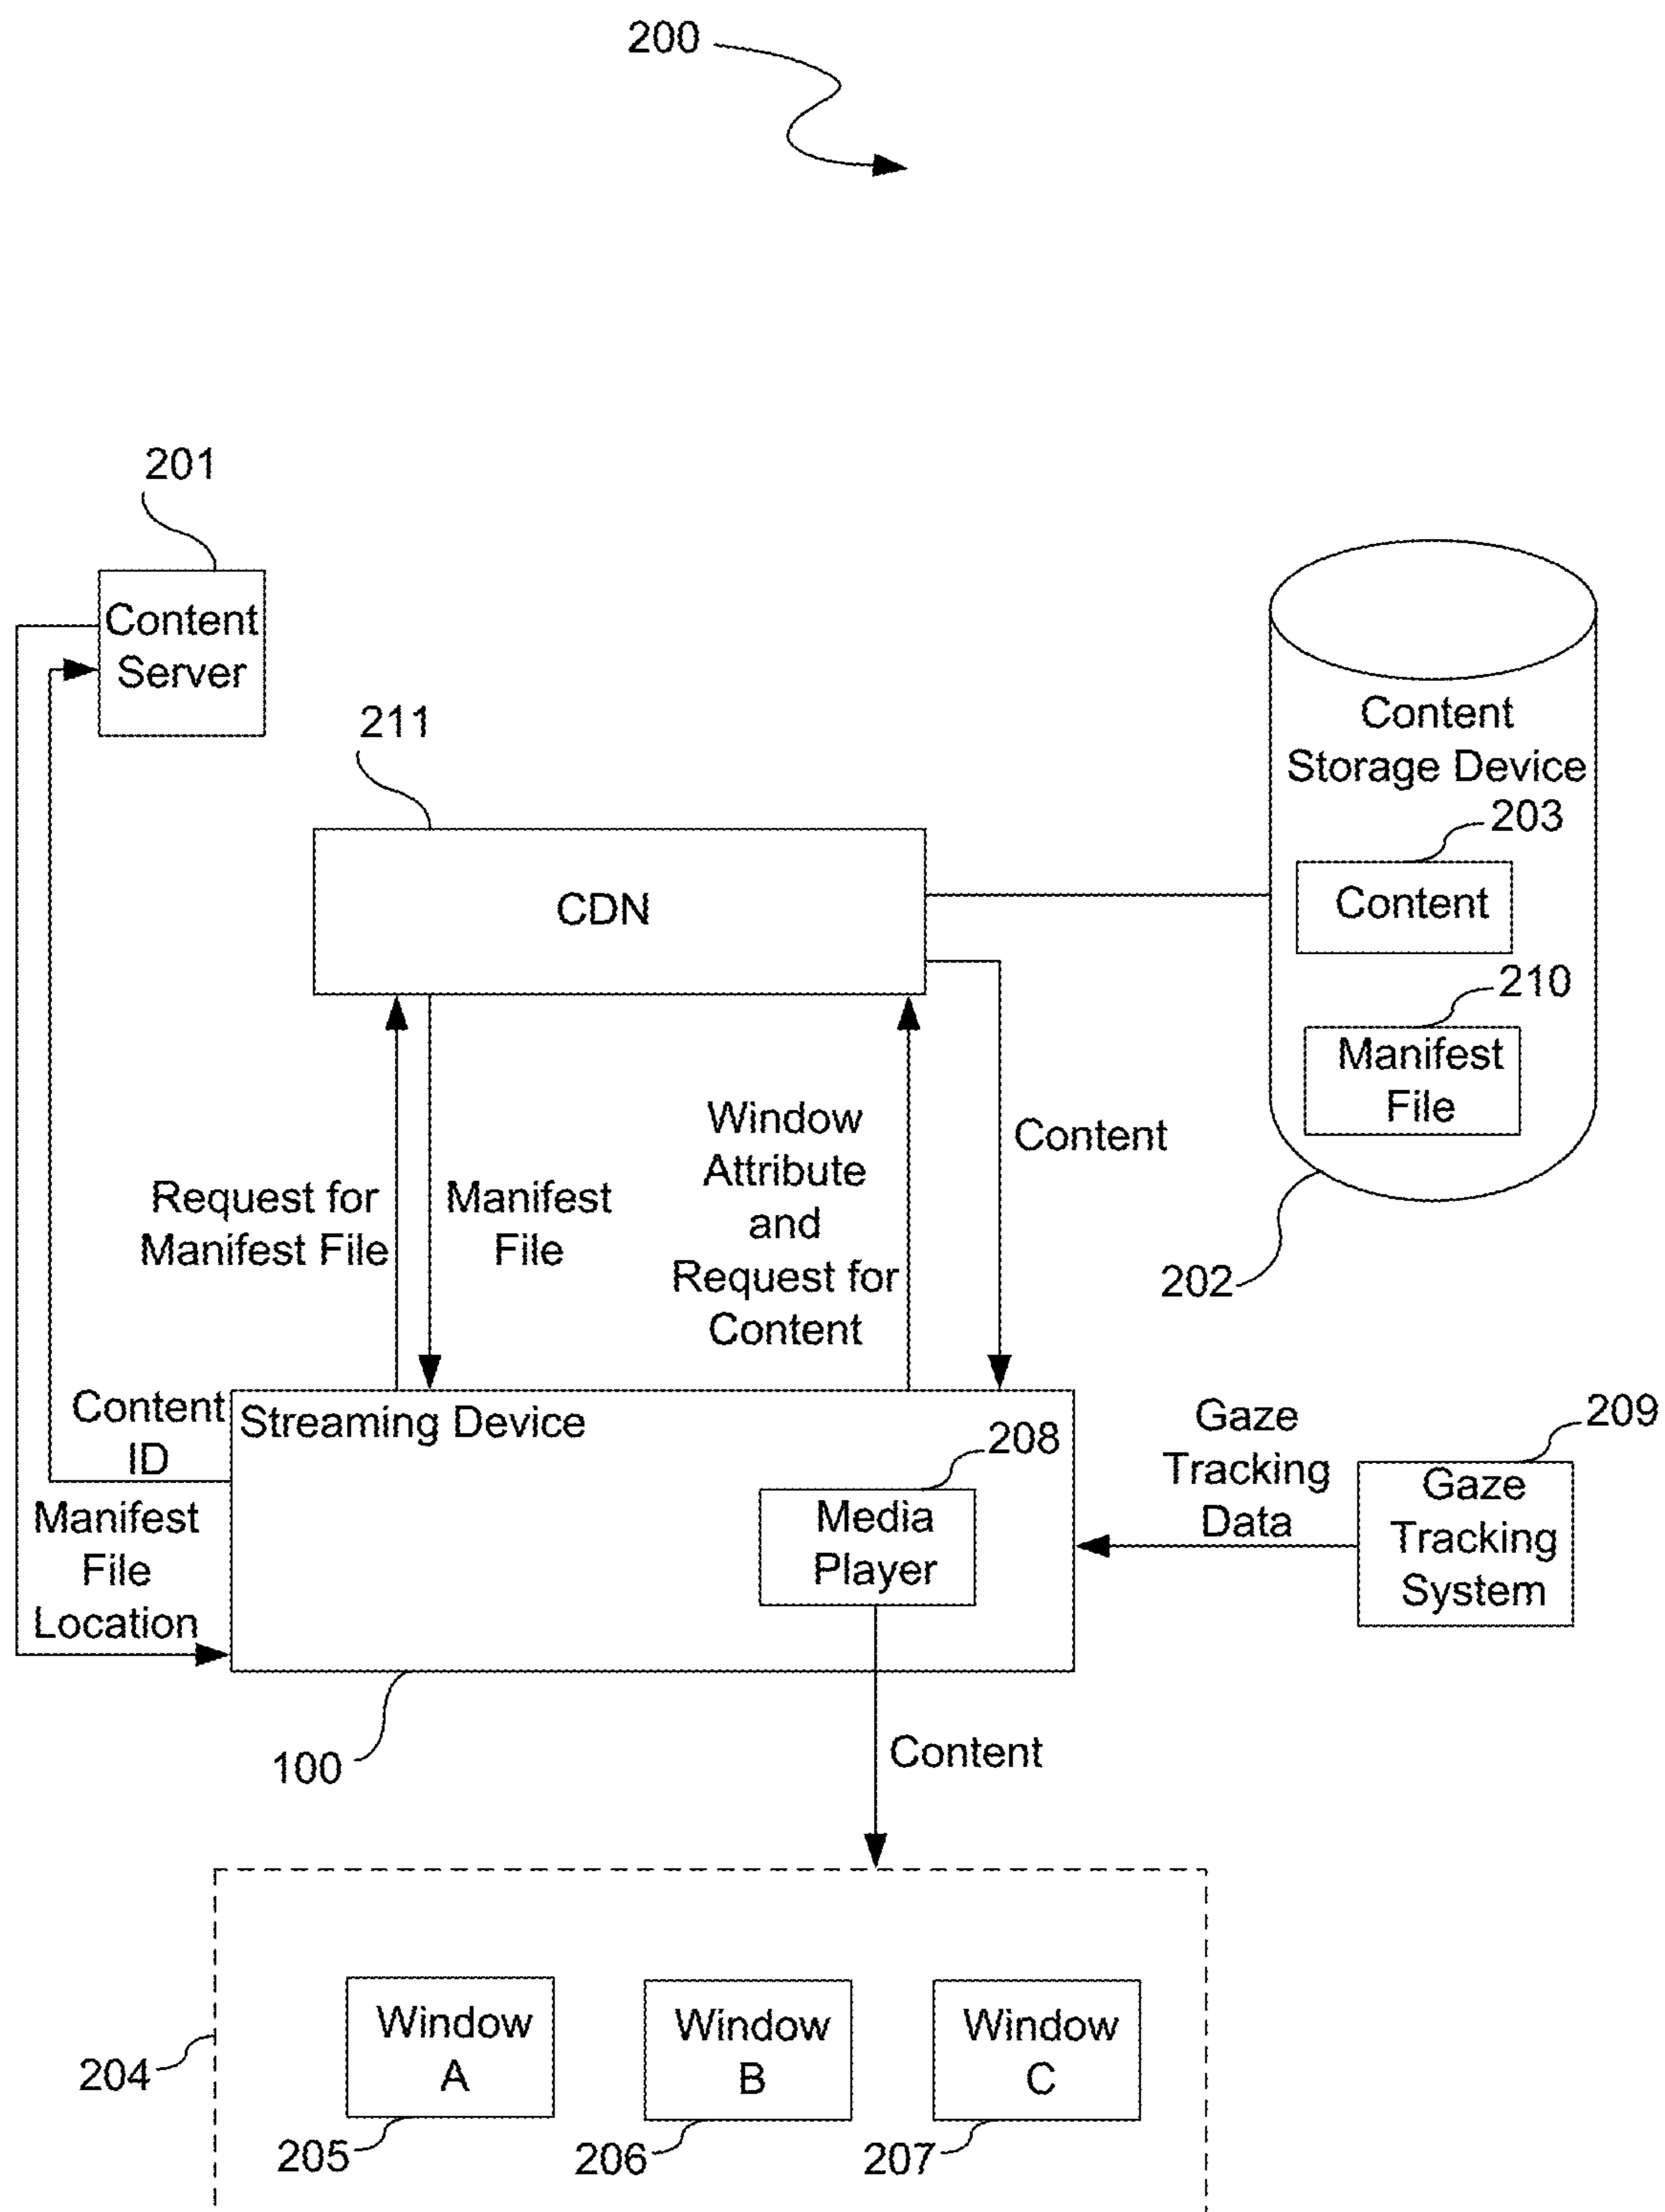 200
201
Content
Server
211
CDN
Content
Storage Device
203
Content
210
Manifest
File
202
Request for
Manifest File
Manifest
File
Window
Attribute
and
Request for
Content
Content
Content
ID
Manifest
File
Location
Streaming Device
208
Media
Player
100
Gaze
Tracking
Data
209
Gaze
Tracking
System
Content
204
Window
A
205
Window
B
206
Window
C
207